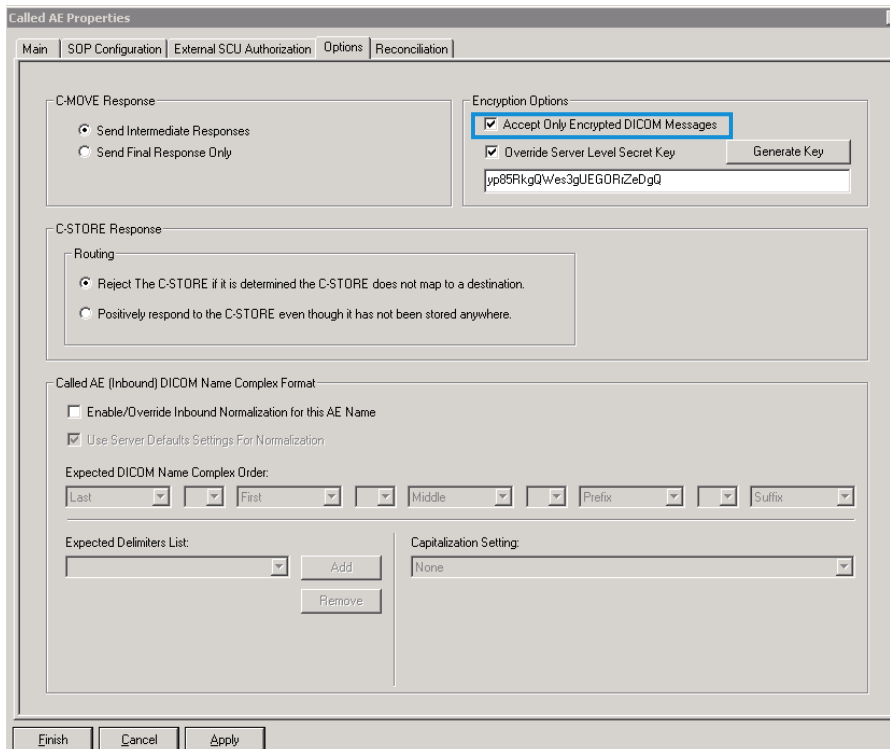 Called AE Properties
Main SOP Configuration External SCU Authorization Options Reconciliation
C-MOVE Response
Send Intermediate Responses
Send Final Response Only
Encryption Options
Accept Only Encrypted DICOM Messages
Override Server Level Secret Key Generate Key
yp85RkgQWes3gUEGORrZeDgQ
C-STORE Response
Routing
Reject The C-STORE if it is determined the C-STORE does not map to a destination.
Positively respond to the C-STORE even though it has not been stored anywhere.
Called AE (Inbound) DICOM Name Complex Format
Enable/Override Inbound Normalization for this AE Name
Use Server Defaults Settings For Normalization
Expected DICOM Name Complex Order:
Last First Middle Prefix Suffix
Expected Delimiters List:
Add
Remove
Capitalization Setting:
None
Finish Cancel Apply